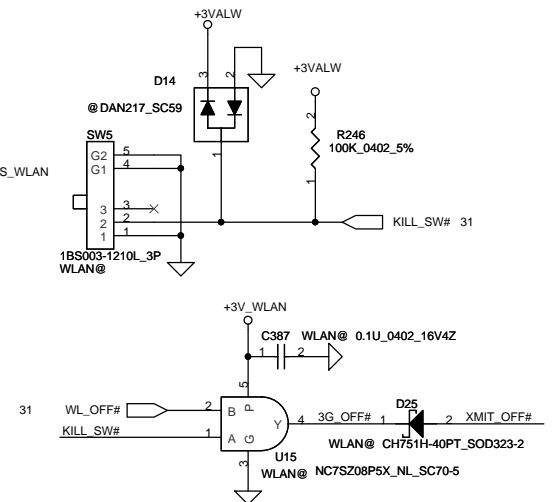 +3VALW
D14
3
2
+3VALW
@DAN217_SC59
2
R246
100K_0402_5%
1
1
SW5
S_WLAN
G2 5
G1 4
3 3
2 2
1 1
KILL_SW# 31
1BS003-1210L_3P
WLAN@
+3V_WLAN
C387 WLAN@ 0.1U_0402_16V4Z
1 2
5
31 WL_OFF# 2 B P
Y 4 3G_OFF# 1 D25 2 XMIT_OFF#
KILL_SW# 1 A G
WLAN@ CH751H-40PT_SOD323-2
U15
3
WLAN@ NC7SZ08P5X_NL_SC70-5